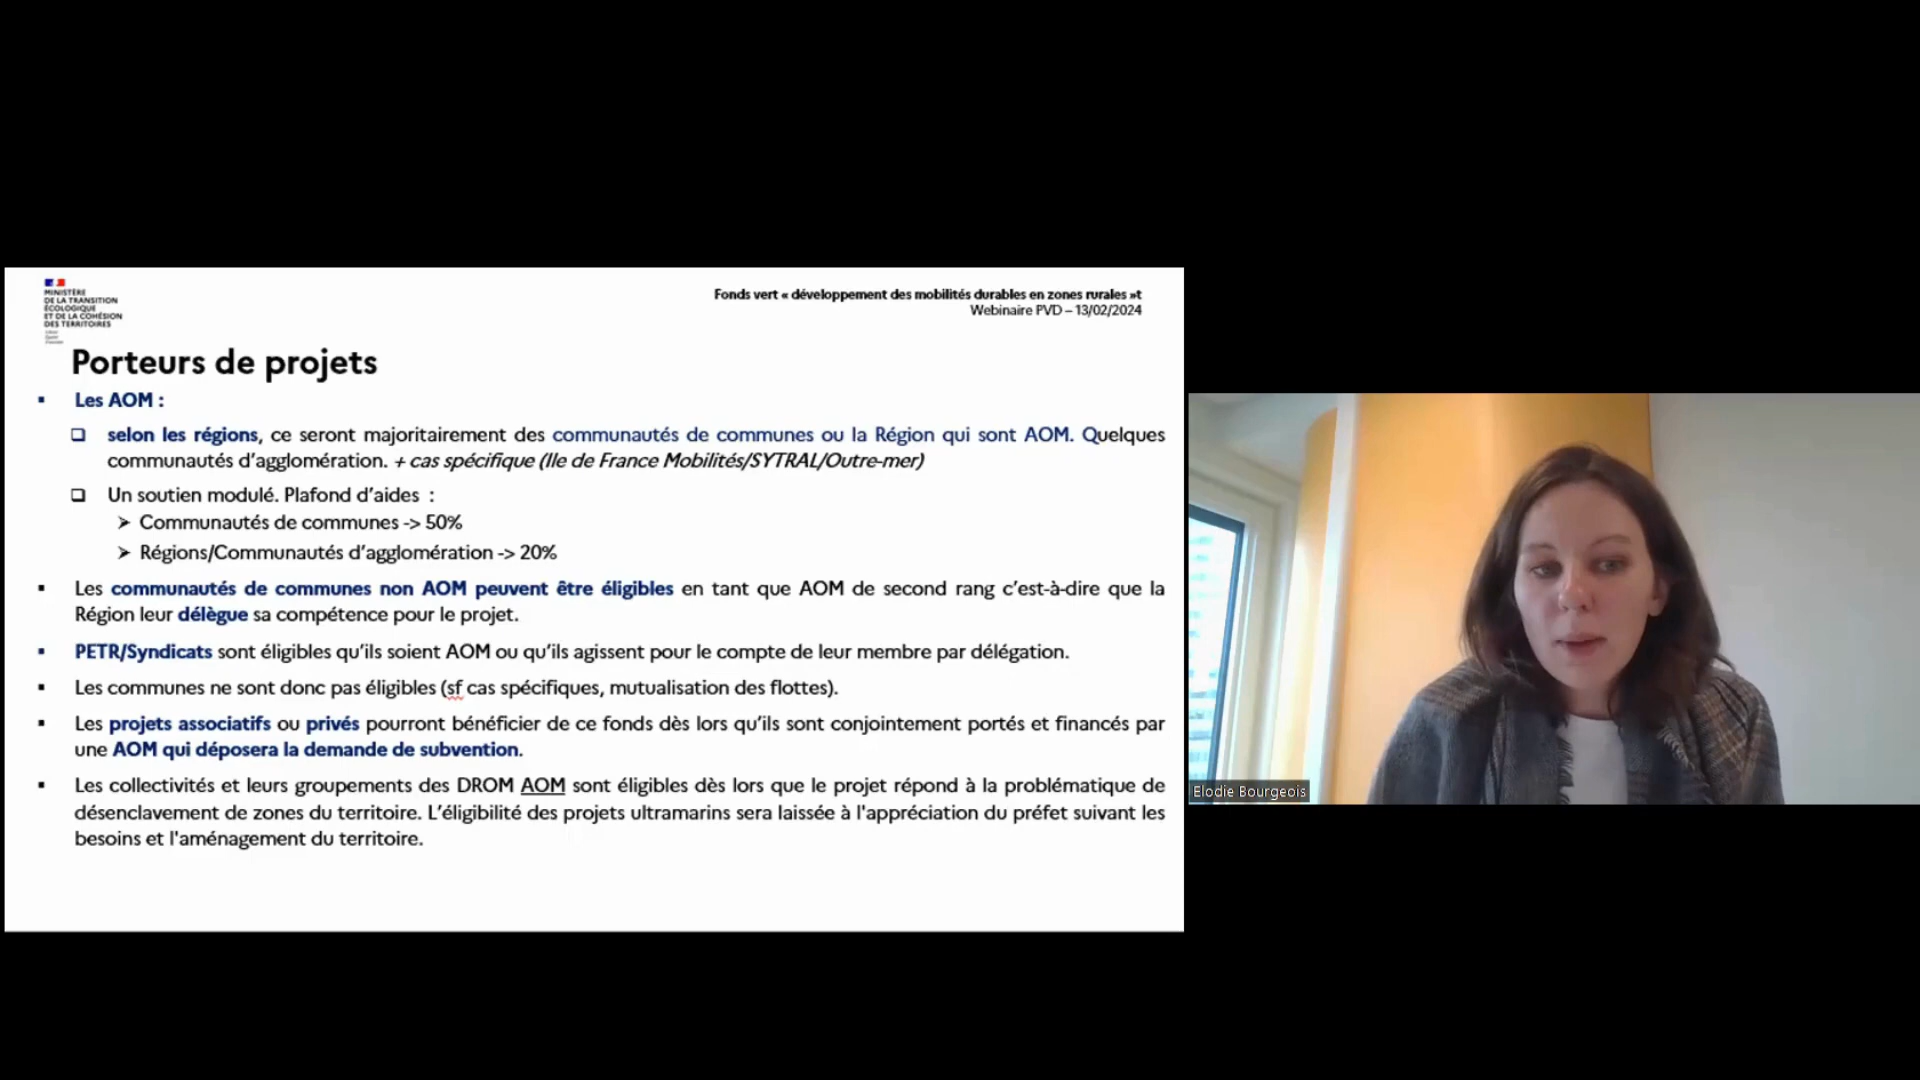 MINISTÈRE
DE LA TRANSITION
ÉCOLOGIQUE
ET DE LA COHÉSION
DES TERRITOIRES
Fonds vert « développement des mobilités durables en zones rurales »t
Webinaire PVD – 13/02/2024
Porteurs de projets
Les AOM :
selon les régions, ce seront majoritairement des communautés de communes ou la Région qui sont AOM. Quelques
communautés d’agglomération. + cas spécifique (Ile de France Mobilités/SYTRAL/Outre-mer)
Un soutien modulé. Plafond d’aides :
Communautés de communes -> 50%
Régions/Communautés d’agglomération -> 20%
Les communautés de communes non AOM peuvent être éligibles en tant que AOM de second rang c’est-à-dire que la
Région leur délègue sa compétence pour le projet.
PETR/Syndicats sont éligibles qu’ils soient AOM ou qu’ils agissent pour le compte de leur membre par délégation.
Les communes ne sont donc pas éligibles (sf cas spécifiques, mutualisation des flottes).
Les projets associatifs ou privés pourront bénéficier de ce fonds dès lors qu’ils sont conjointement portés et financés par
une AOM qui déposera la demande de subvention.
Les collectivités et leurs groupements des DROM AOM sont éligibles dès lors que le projet répond à la problématique de
désenclavement de zones du territoire. L’éligibilité des projets ultramarins sera laissée à l'appréciation du préfet suivant les
besoins et l'aménagement du territoire.
Elodie Bourgeois